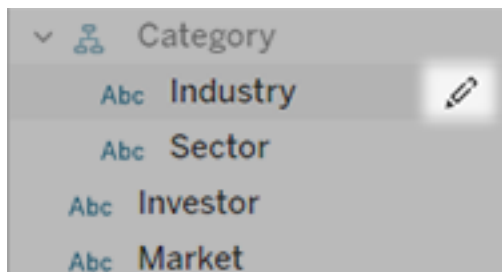 Category
Abc Industry
Abc Sector
Abc Investor
Abc Market